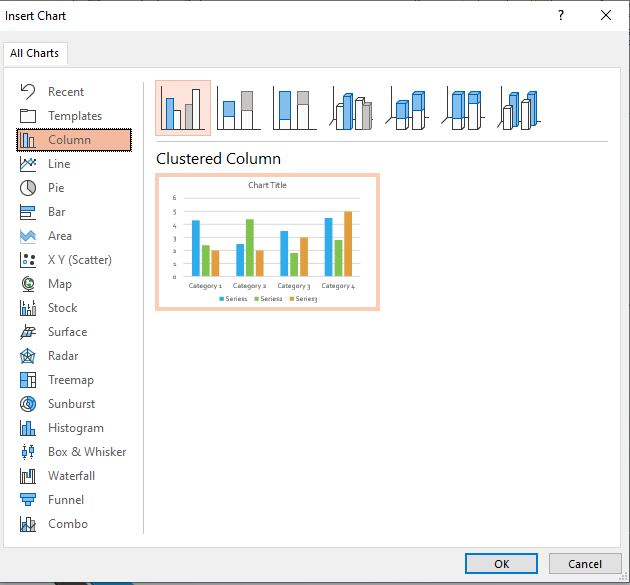 Insert Chart
?
All Charts
Recent
Templates
Column
Line
Pie
Bar
Area
X Y (Scatter)
Map
Stock
Surface
Radar
Treemap
Sunburst
Histogram
Box & Whisker
Waterfall
Funnel
Combo
Clustered Column
Chart Title
6
5
4
3
2
1
0
Category 1 Category 2 Category 3 Category 4
Series1 Series2 Series3
OK Cancel